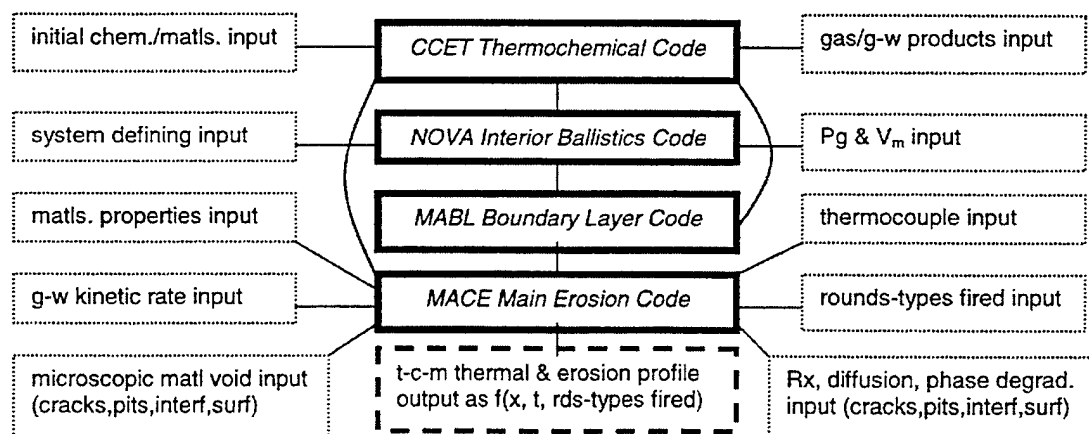 initial chem./matls. input
CCET Thermochemical Code
gas/g-w products input
system defining input
NOVA Interior Ballistics Code
Pg & Vm input
matls. properties input
MABL Boundary Layer Code
thermocouple input
g-w kinetic rate input
MACE Main Erosion Code
rounds-types fired input
microscopic matl void input
(cracks,pits,interf,surf)
t-c-m thermal & erosion profile
output as f(x, t, rds-types fired)
Rx, diffusion, phase degrad.
input (cracks,pits,interf,surf)